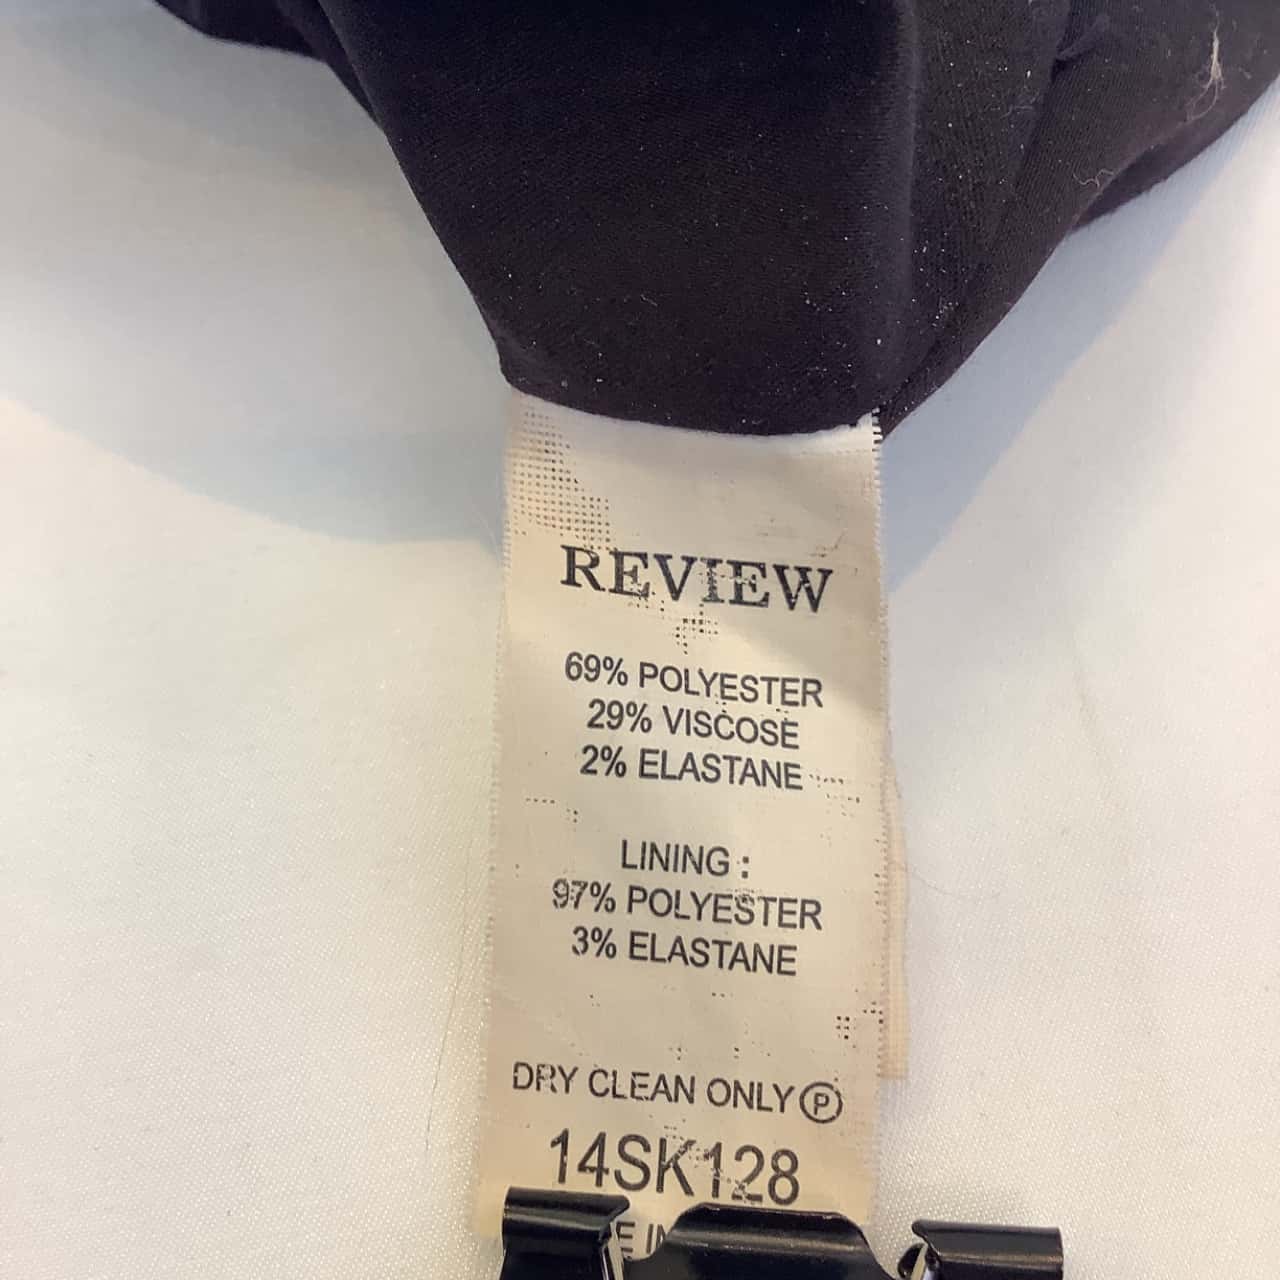 REVIEW
69% POLYESTER
29% VISCOSE
2% ELASTANE
LINING :
97% POLYESTER
3% ELASTANE
DRY CLEAN ONLY Ⓟ
14SK128